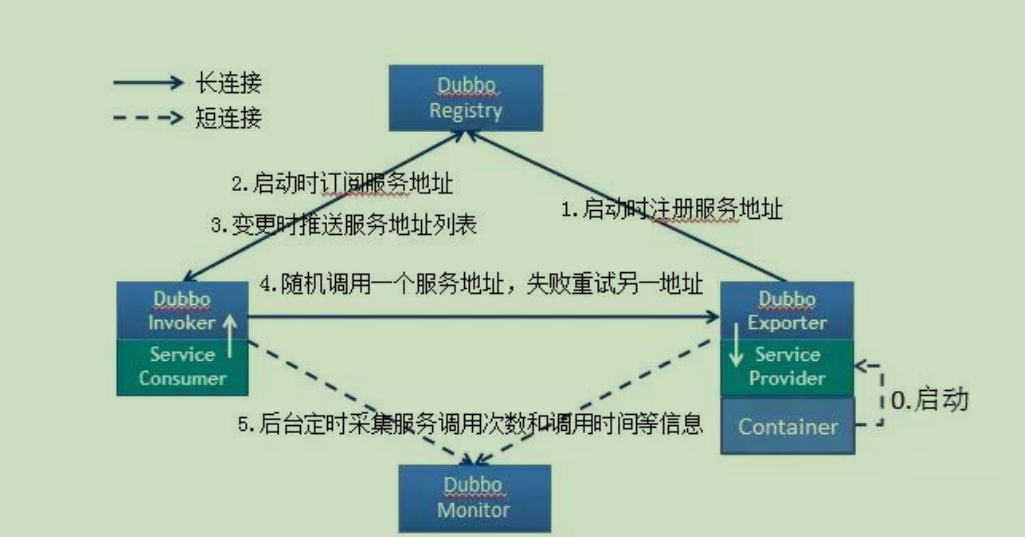 长连接
短连接
Dubbo
Registry
2.启动时订阅服务地址
3.变更时推送服务地址列表
1.启动时注册服务地址
4.随机调用一个服务地址，失败重试另一地址
Dubbo
Invoker
Service
Consumer
Dubbo
Exporter
Service
Provider
Container
0.启动
5.后台定时采集服务调用次数和调用时间等信息
Dubbo
Monitor